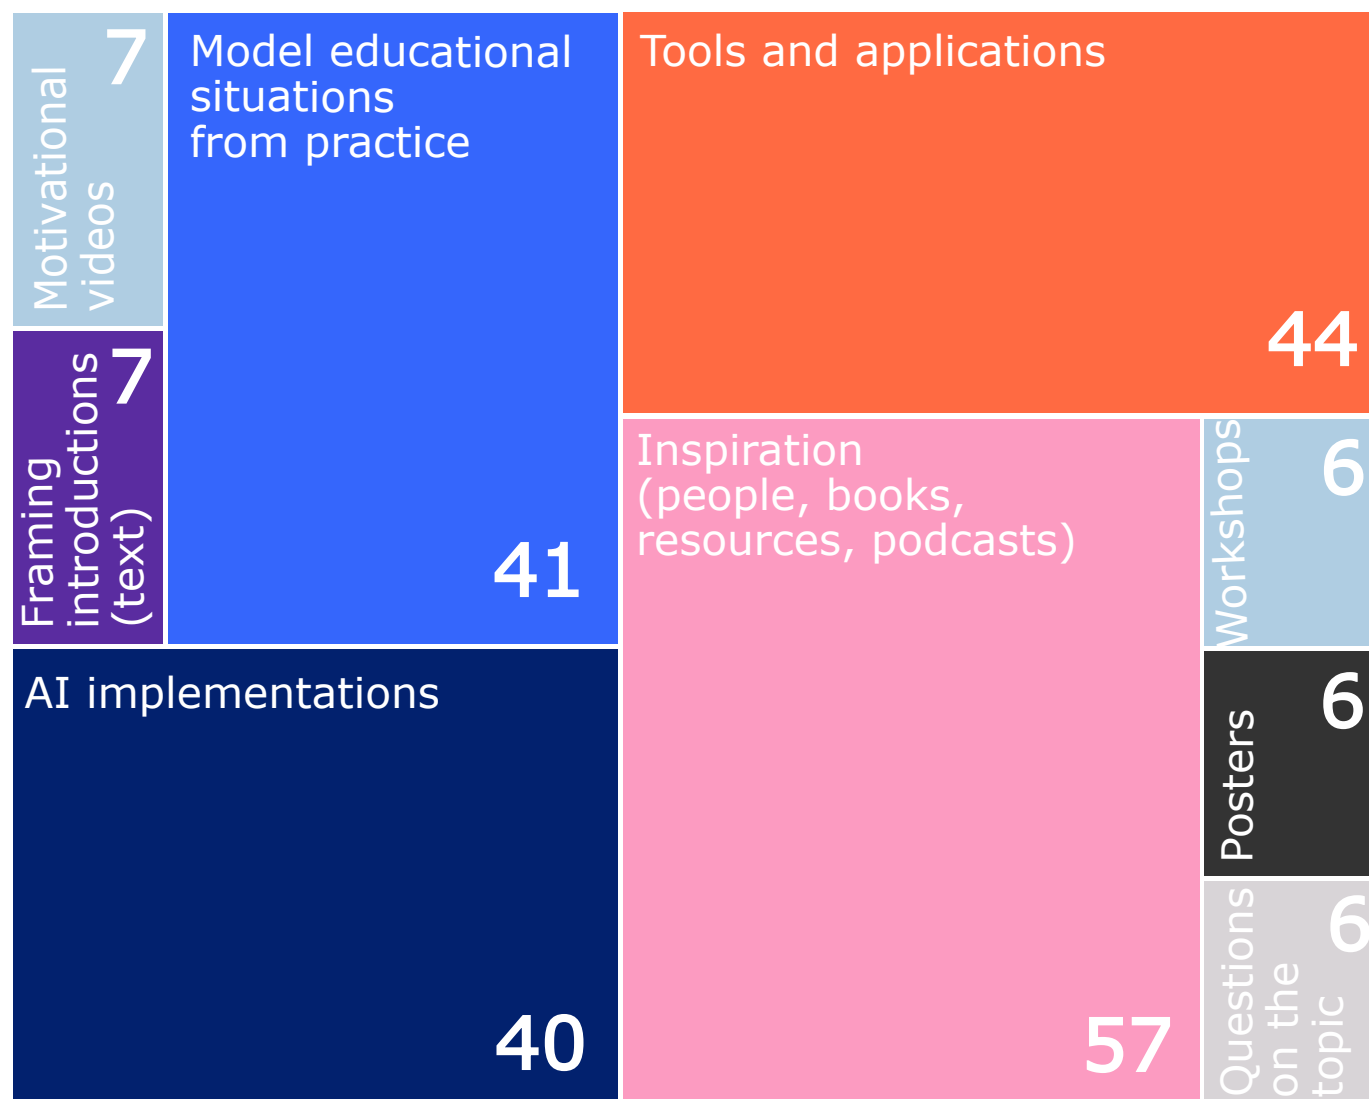 7
Motivational
videos
Model educational
situations
from practice
41
Tools and applications
44
7
Framing
introductions
(text)
Inspiration
(people, books,
resources, podcasts)
57
Workshops
6
Posters
6
AI implementations
40
Questions
on the
topic
6